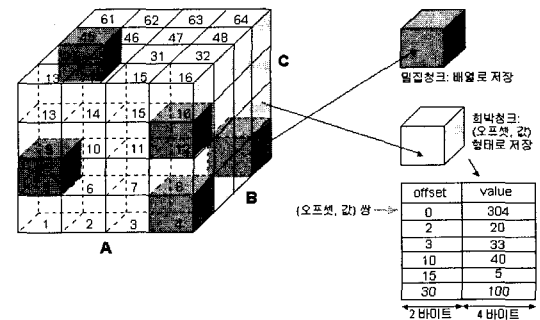 61 62 63 64
46 47 48
31 32
13 15 16
C
13 14 15
10 11
6 7
1 2 3 4
B
A
밀집청크: 배열로 저장
희박청크:
(오프셋, 값)
형태로 저장
(오프셋, 값) 쌍
offset value
0 304
2 20
3 33
10 40
15 5
30 100
2 바이트 4 바이트